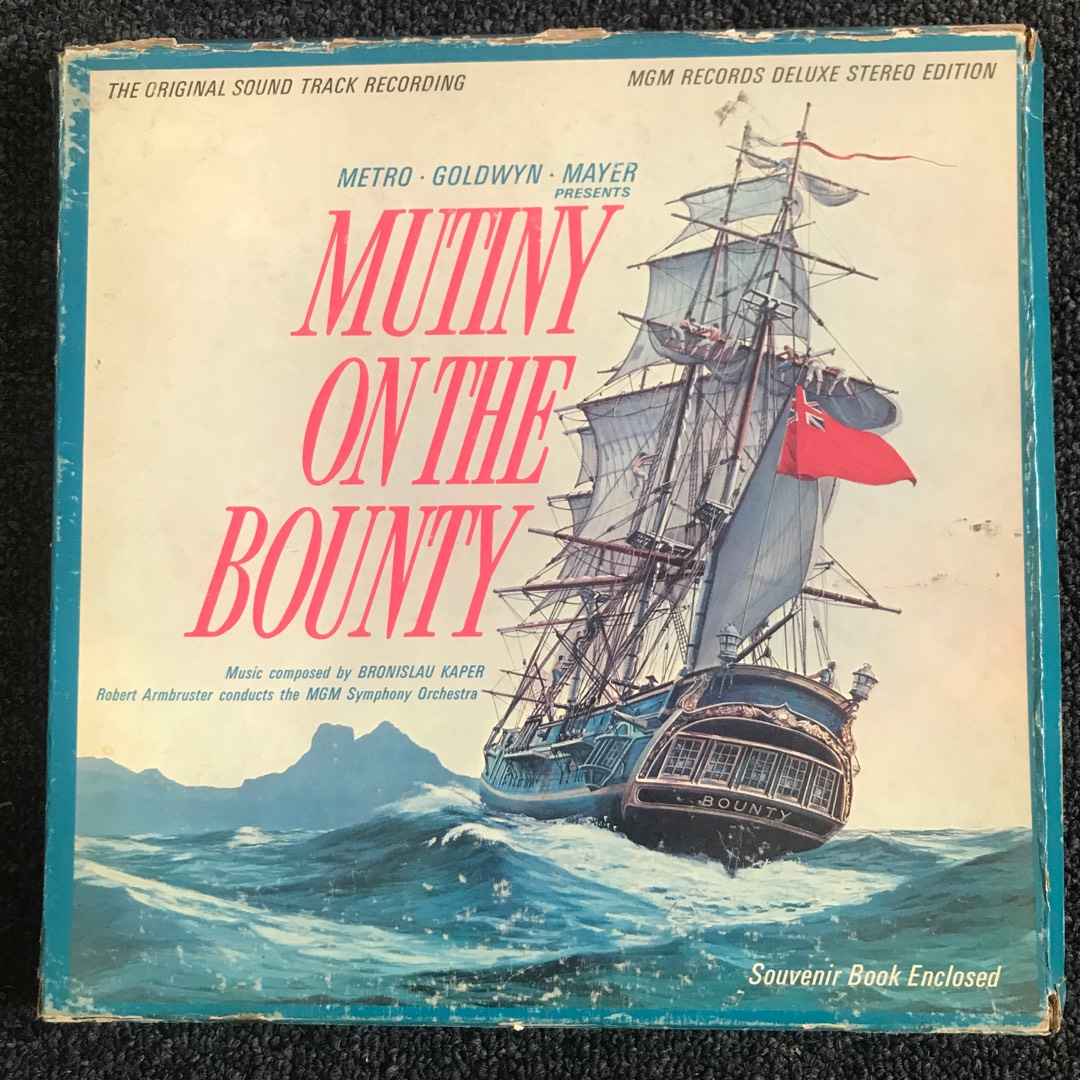 THE ORIGINAL SOUND TRACK RECORDING
MGM RECORDS DELUXE STEREO EDITION
METRO · GOLDWYN · MAYER
PRESENTS
MUTINY
ON THE
BOUNTY
Music composed by BRONISLAU KAPER
Robert Armbruster conducts the MGM Symphony Orchestra
BOUNTY
Souvenir Book Enclosed